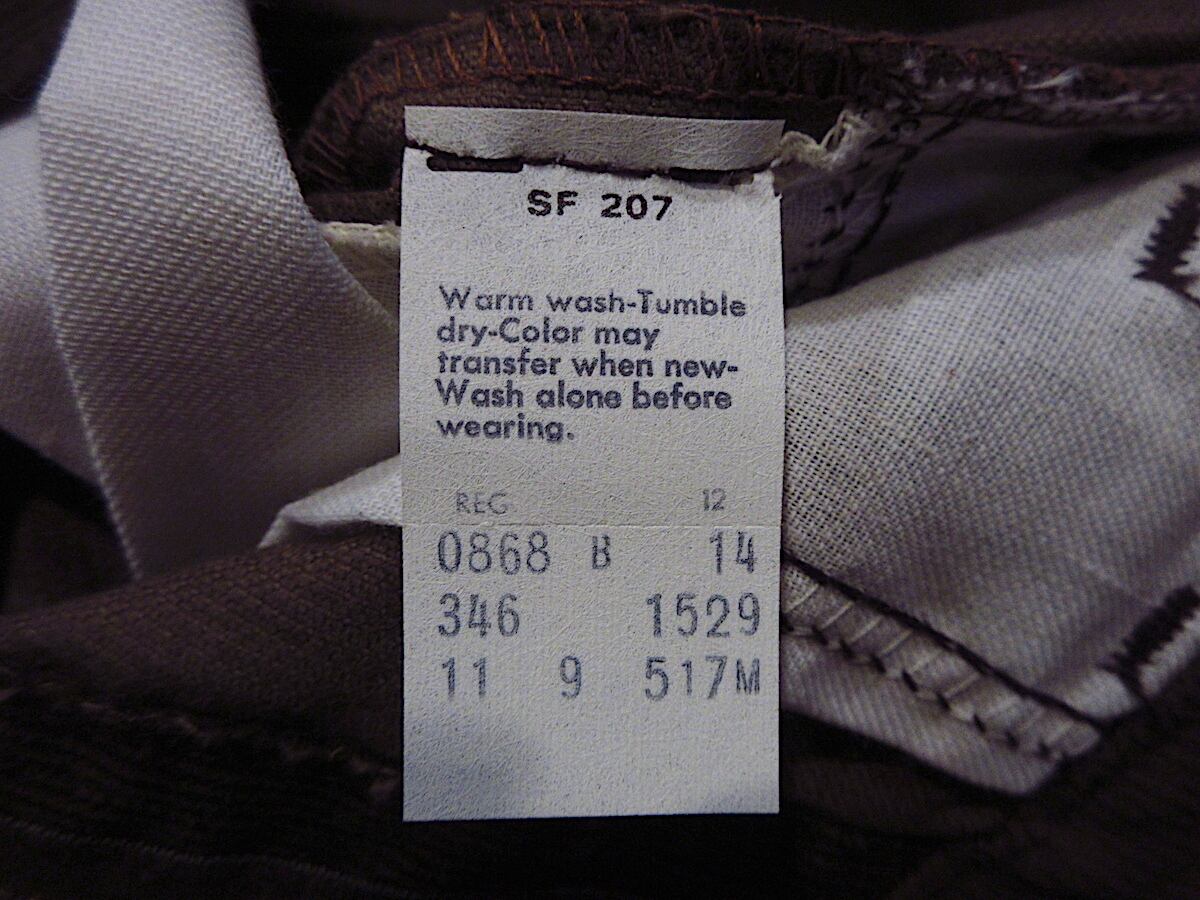 SF 207
Warm wash-Tumble
dry-Color may
transfer when new-
Wash alone before
wearing.
REG 12
0868 B 14
346 1529
11 9 517M